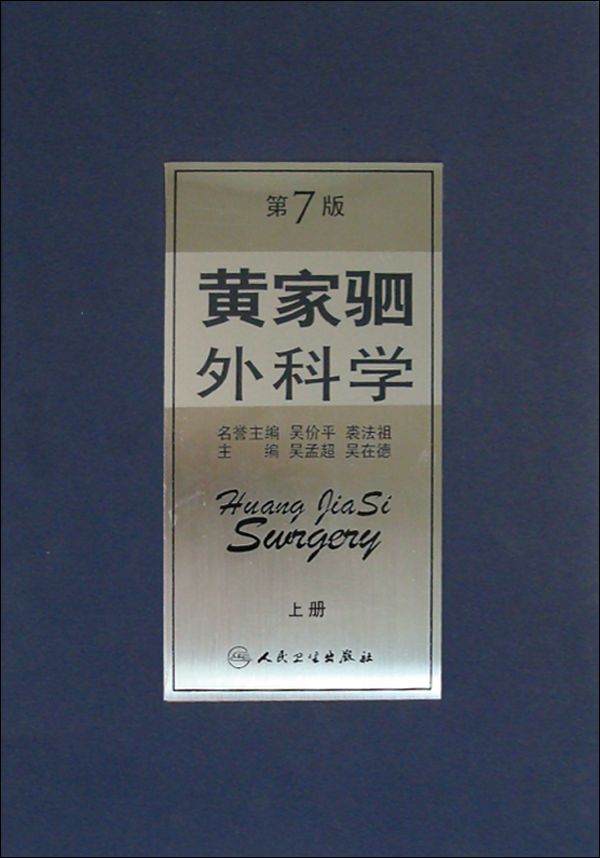 第7版
黄家驷
外科学
名誉主编 吴价平 裘法祖
主 编 吴孟超 吴在德
Huang JiaSi
Surgery
上册
人民卫生出版社